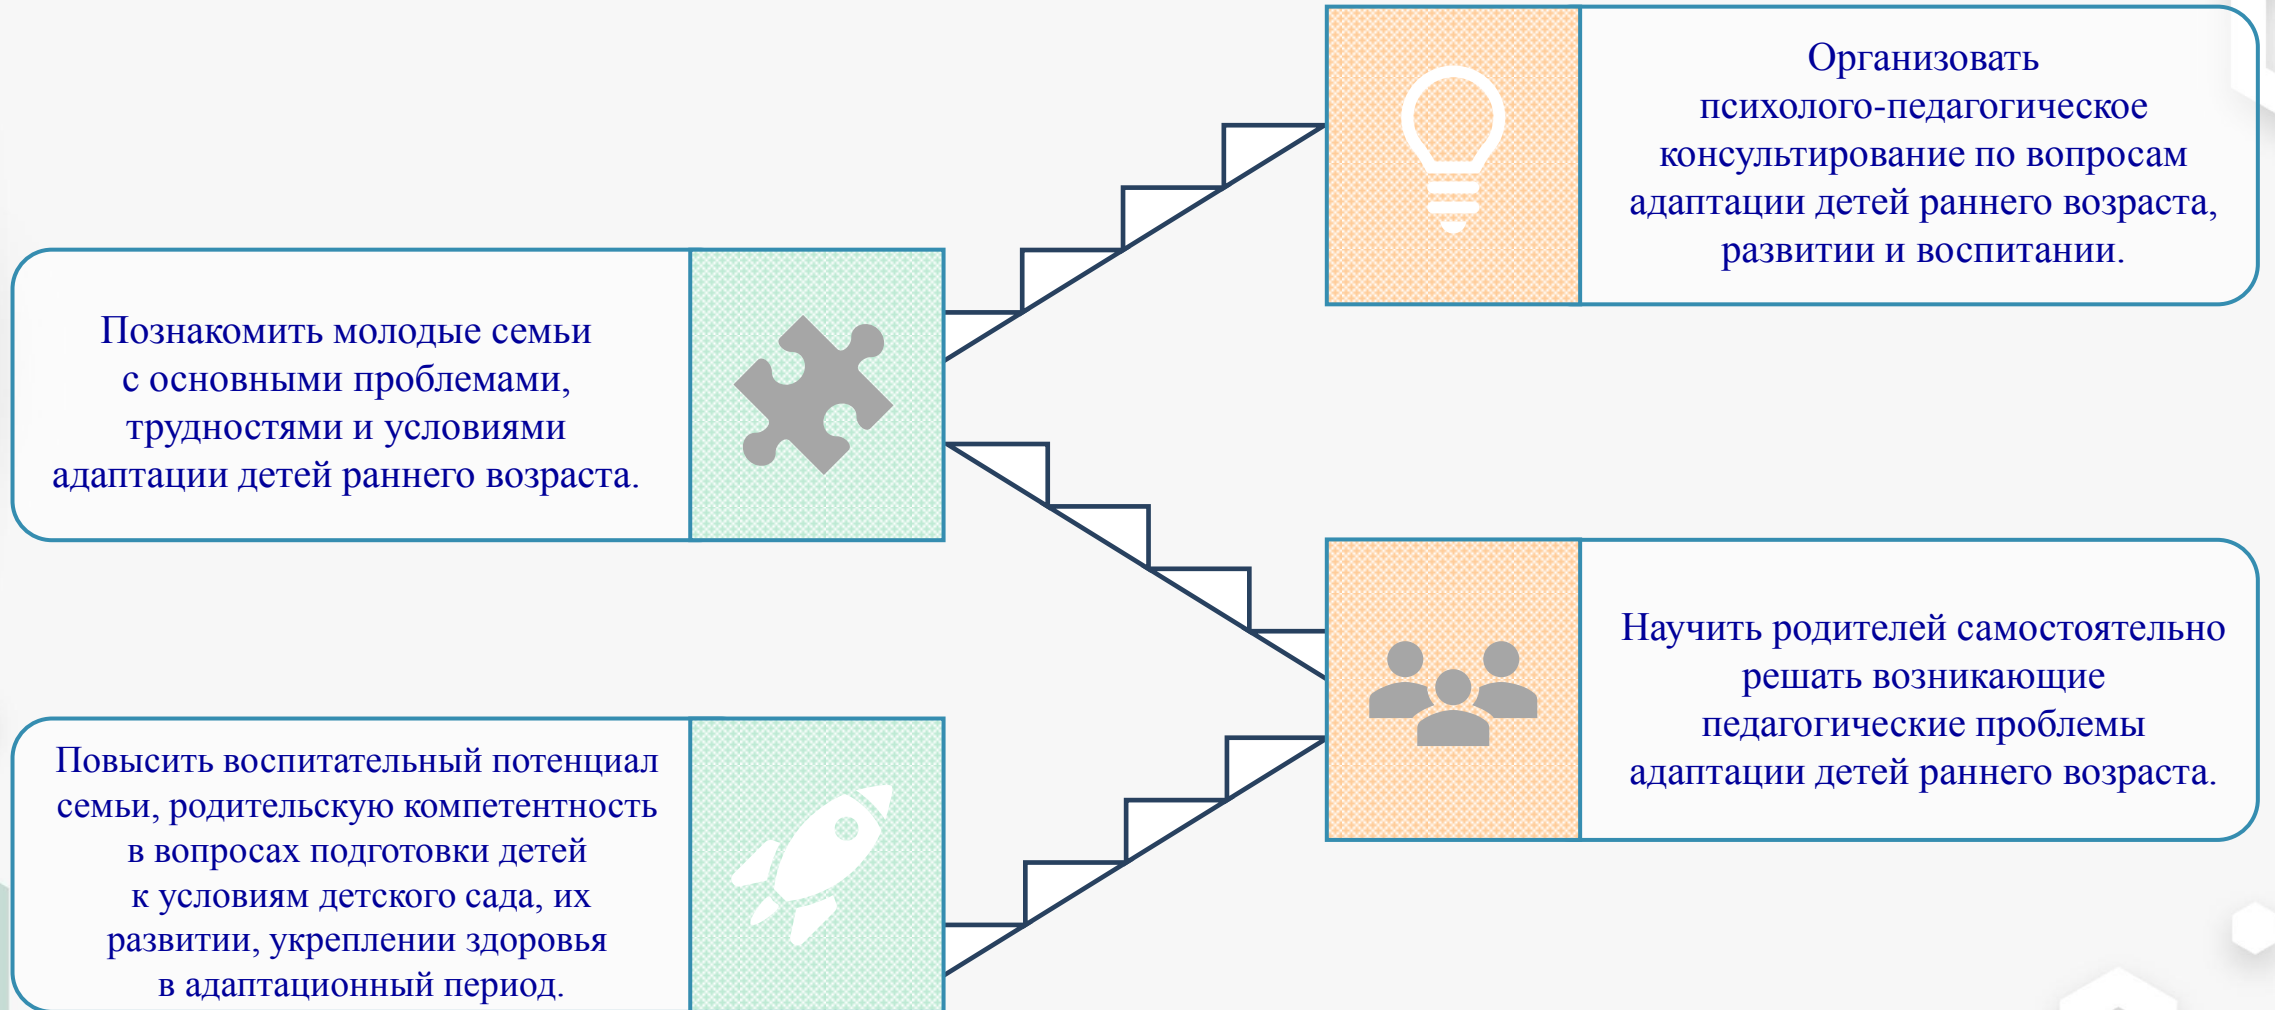 Организовать
психолого-педагогическое
консультирование по вопросам
адаптации детей раннего возраста,
развитии и воспитании.
Познакомить молодые семьи
с основными проблемами,
трудностями и условиями
адаптации детей раннего возраста.
Научить родителей самостоятельно
решать возникающие
педагогические проблемы
адаптации детей раннего возраста.
Повысить воспитательный потенциал
семьи, родительскую компетентность
в вопросах подготовки детей
к условиям детского сада, их
развитии, укреплении здоровья
в адаптационный период.